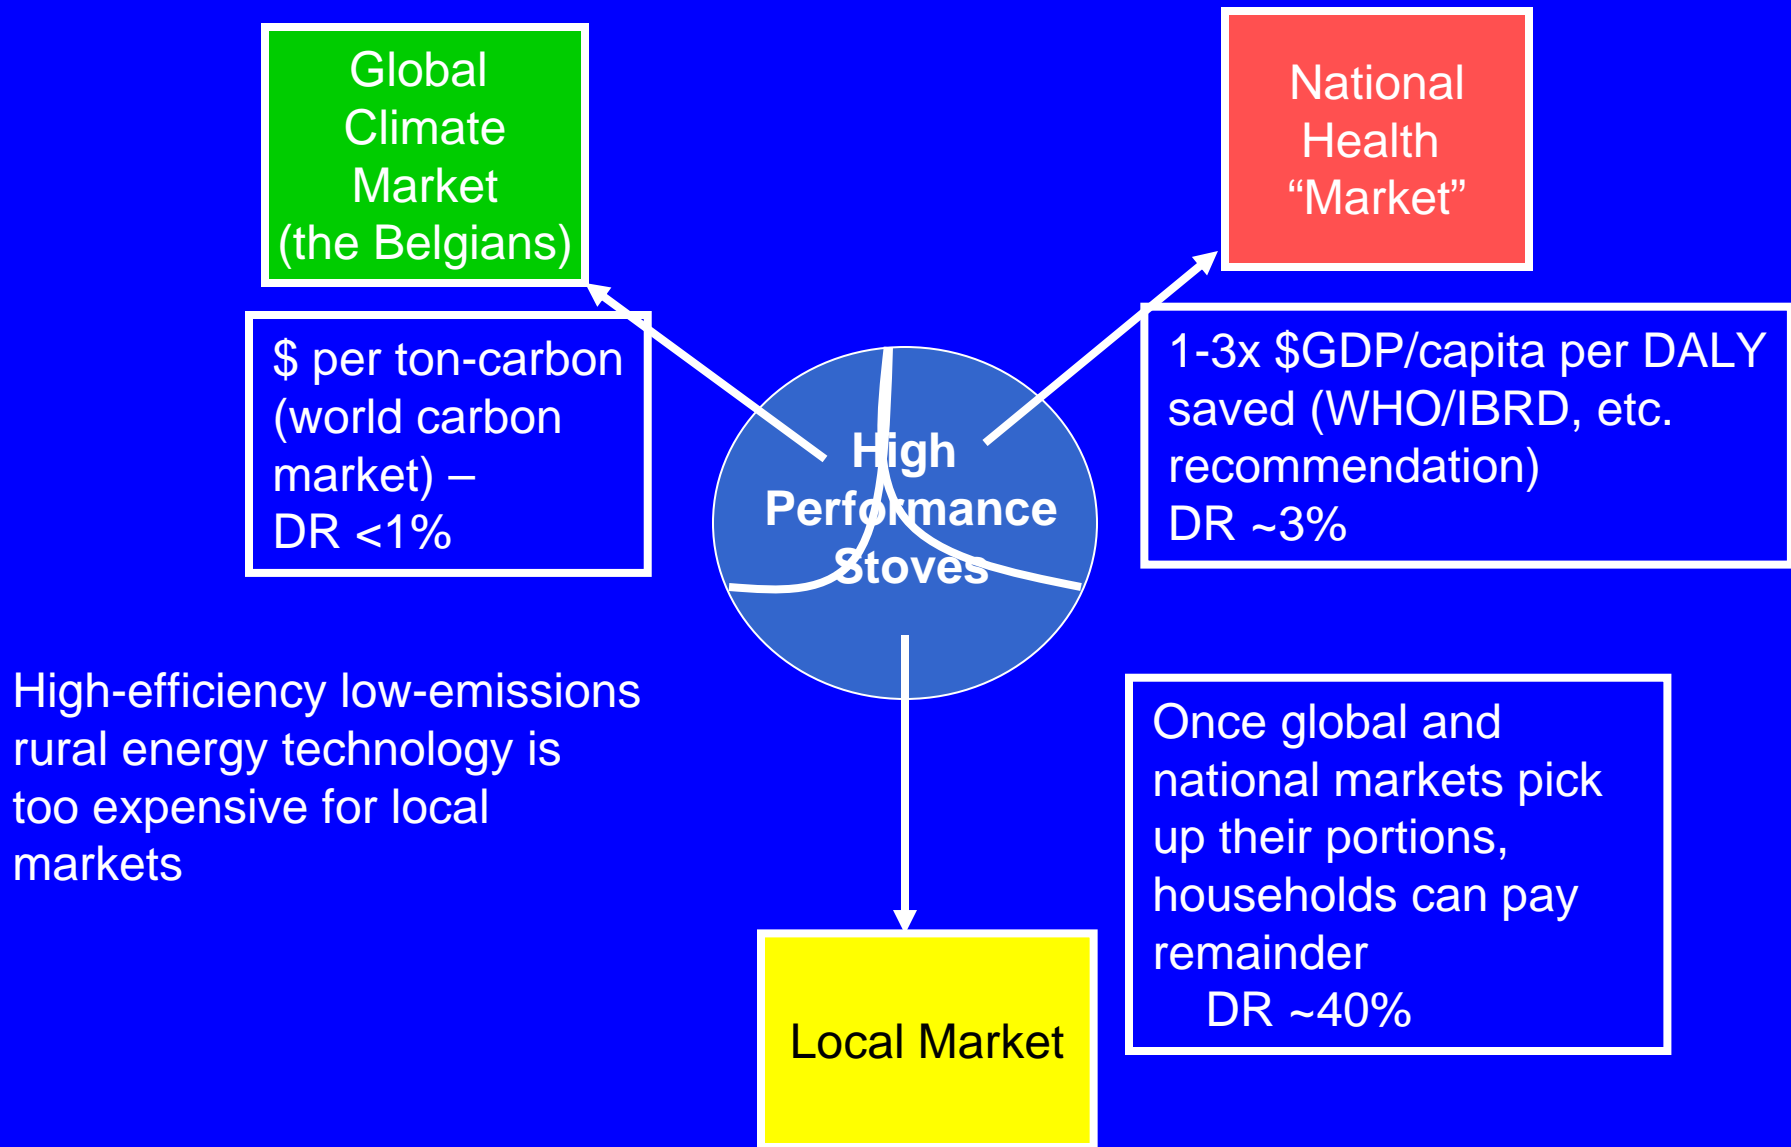 Global
Climate
Market
(the Belgians)
National
Health
“Market”
$ per ton-carbon
(world carbon
market) –
DR <1%
1-3x $GDP/capita per DALY
saved (WHO/IBRD, etc.
recommendation)
DR ~3%
High
Performance
Stoves
High-efficiency low-emissions
rural energy technology is
too expensive for local
markets
Once global and
national markets pick
up their portions,
households can pay
remainder
DR ~40%
Local Market